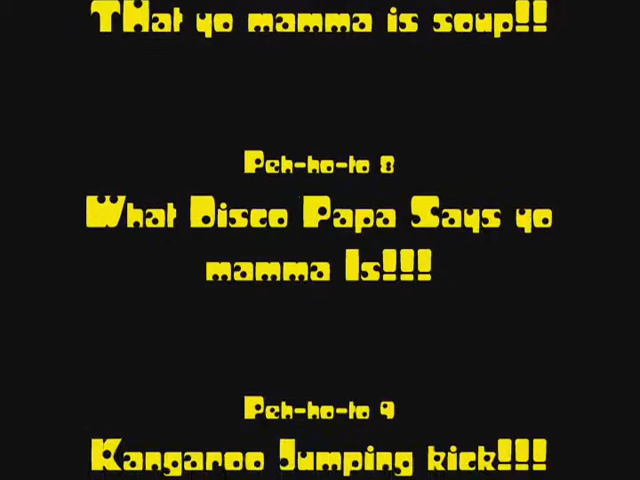 THat yo mamma is soup!!
Peh-ho-to 8
What Disco Papa Says yo
mamma Is!!!
Peh-ho-to 9
Kangaroo Jumping kick!!!